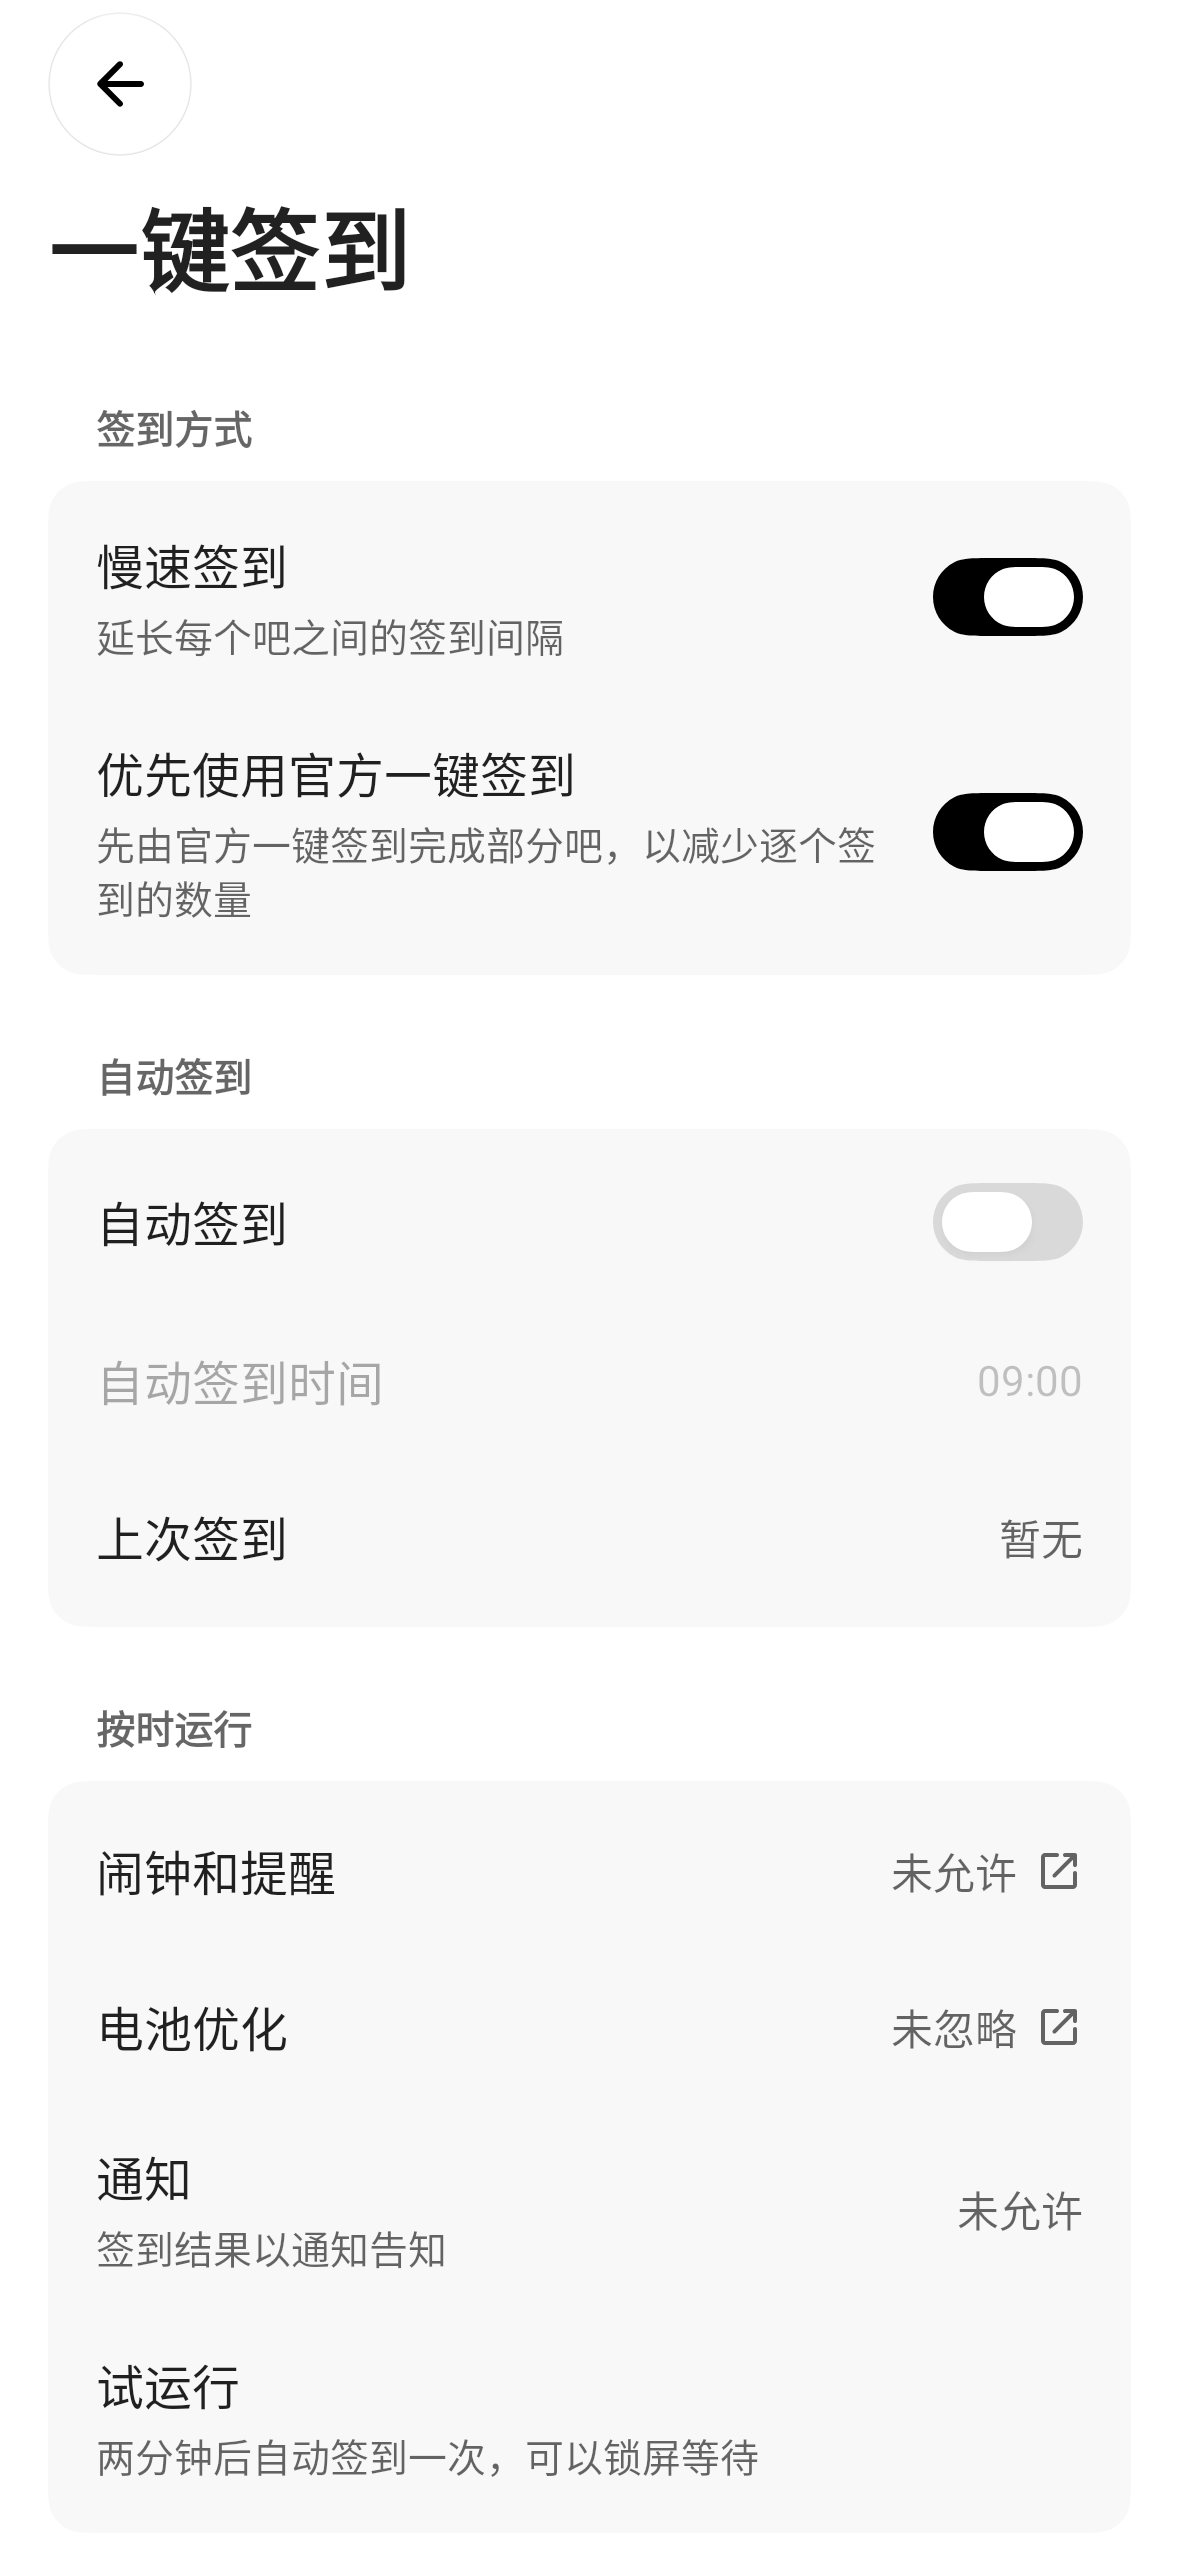 一键签到
签到方式
慢速签到
延长每个吧之间的签到间隔
优先使用官方一键签到
先由官方一键签到完成部分吧，以减少逐个签
到的数量
自动签到
自动签到
自动签到时间
09:00
上次签到
暂无
按时运行
闹钟和提醒
未允许
电池优化
未忽略
通知
签到结果以通知告知
未允许
试运行
两分钟后自动签到一次，可以锁屏等待